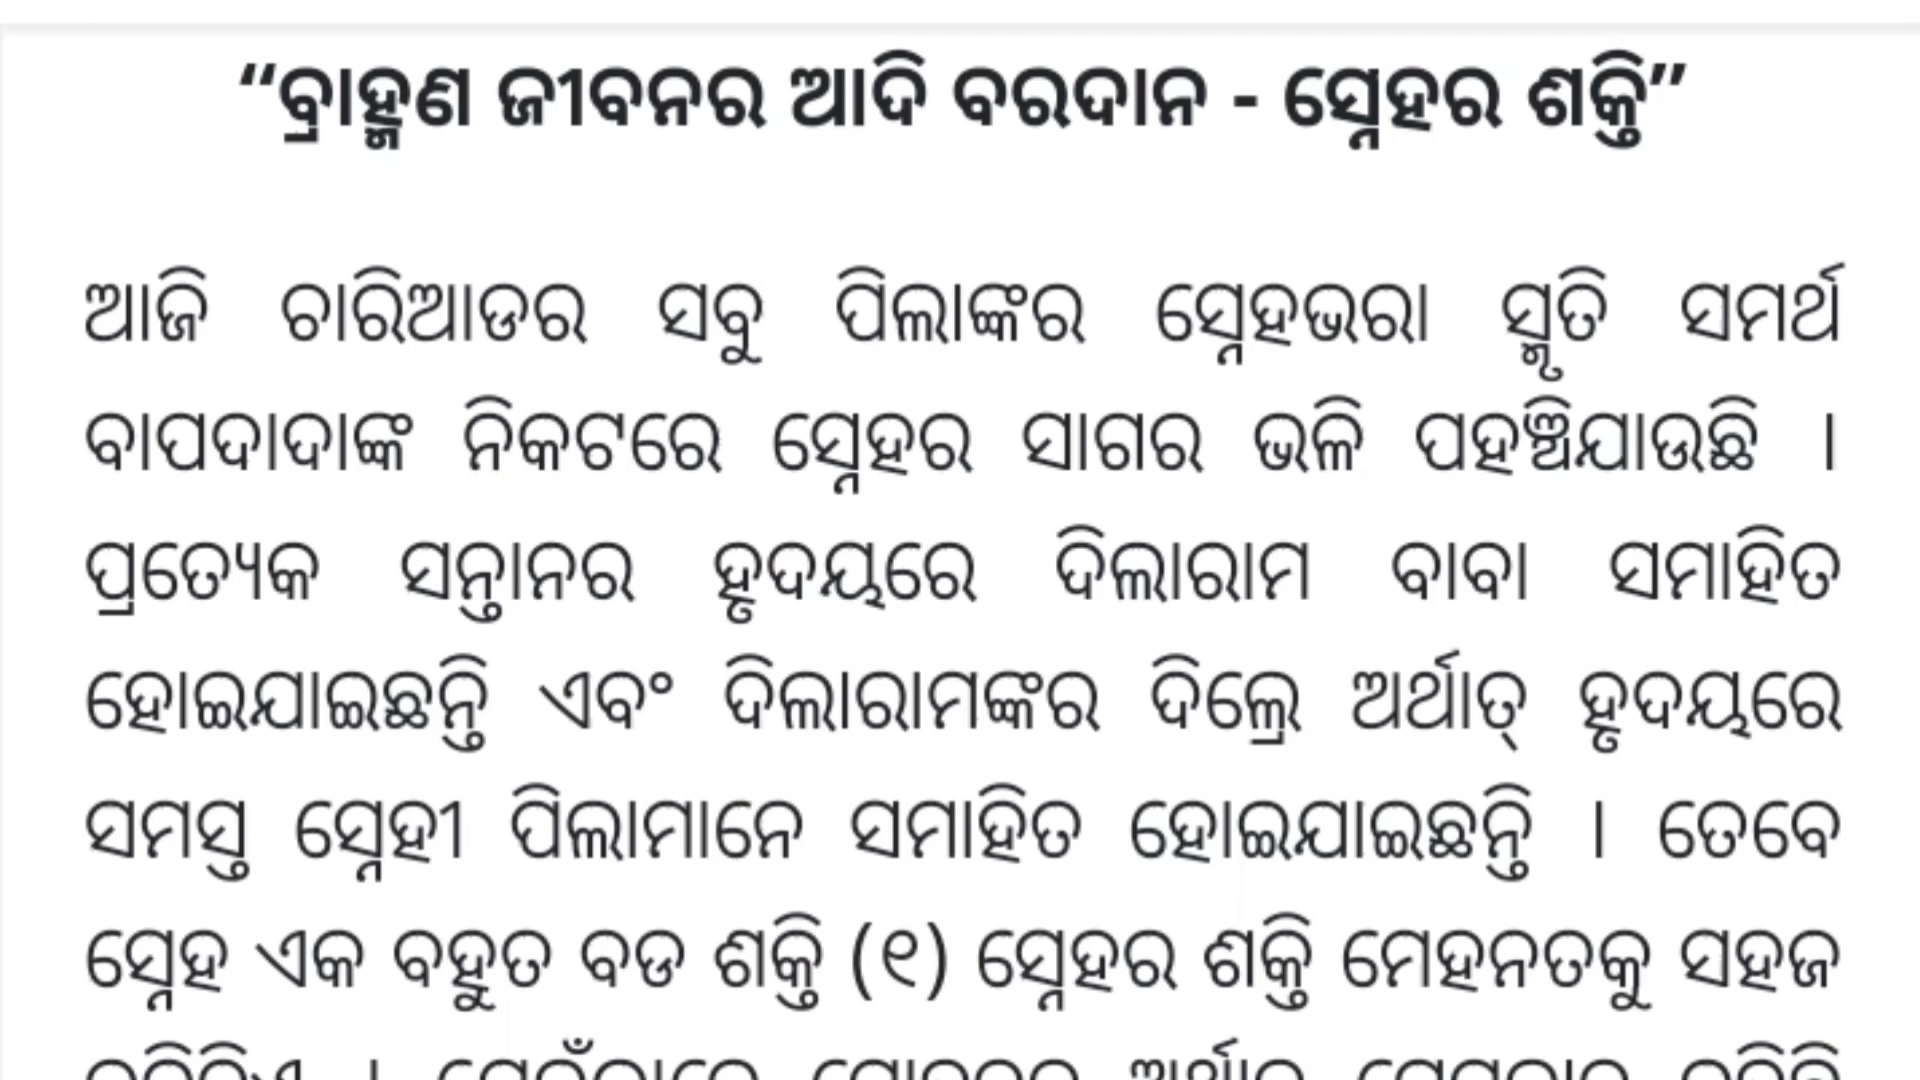 “ବ୍ରାହ୍ମଣ ଜୀବନର ଆଦି ବରଦାନ - ସ୍ନେହର ଶକ୍ତି”
ଆଜି ଚାରିଆଡର ସବୁ ପିଲାଙ୍କର ସ୍ନେହଭରା ସ୍ମୃତି ସମର୍ଥ
ବାପଦାଦାଙ୍କ ନିକଟରେ ସ୍ନେହର ସାଗର ଭଳି ପହଞ୍ଚିଯାଉଛି ।
ପ୍ରତ୍ୟେକ ସନ୍ତାନର ହୃଦୟରେ ଦିଲାରାମ ବାବା ସମାହିତ
ହୋଇଯାଇଛନ୍ତି ଏବଂ ଦିଲାରାମଙ୍କର ଦିଲ୍ରେ ଅର୍ଥାତ୍ ହୃଦୟରେ
ସମସ୍ତ ସ୍ନେହୀ ପିଲାମାନେ ସମାହିତ ହୋଇଯାଇଛନ୍ତି । ତେବେ
ସ୍ନେହ ଏକ ବହୁତ ବଡ ଶକ୍ତି (୧) ସ୍ନେହର ଶକ୍ତି ମେହନତକୁ ସହଜ